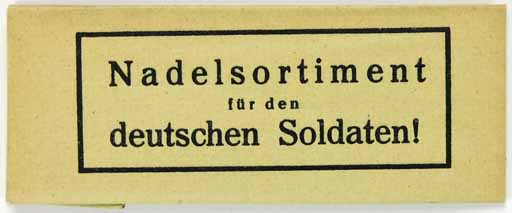 Nadelsortiment
für den
deutschen Soldaten!